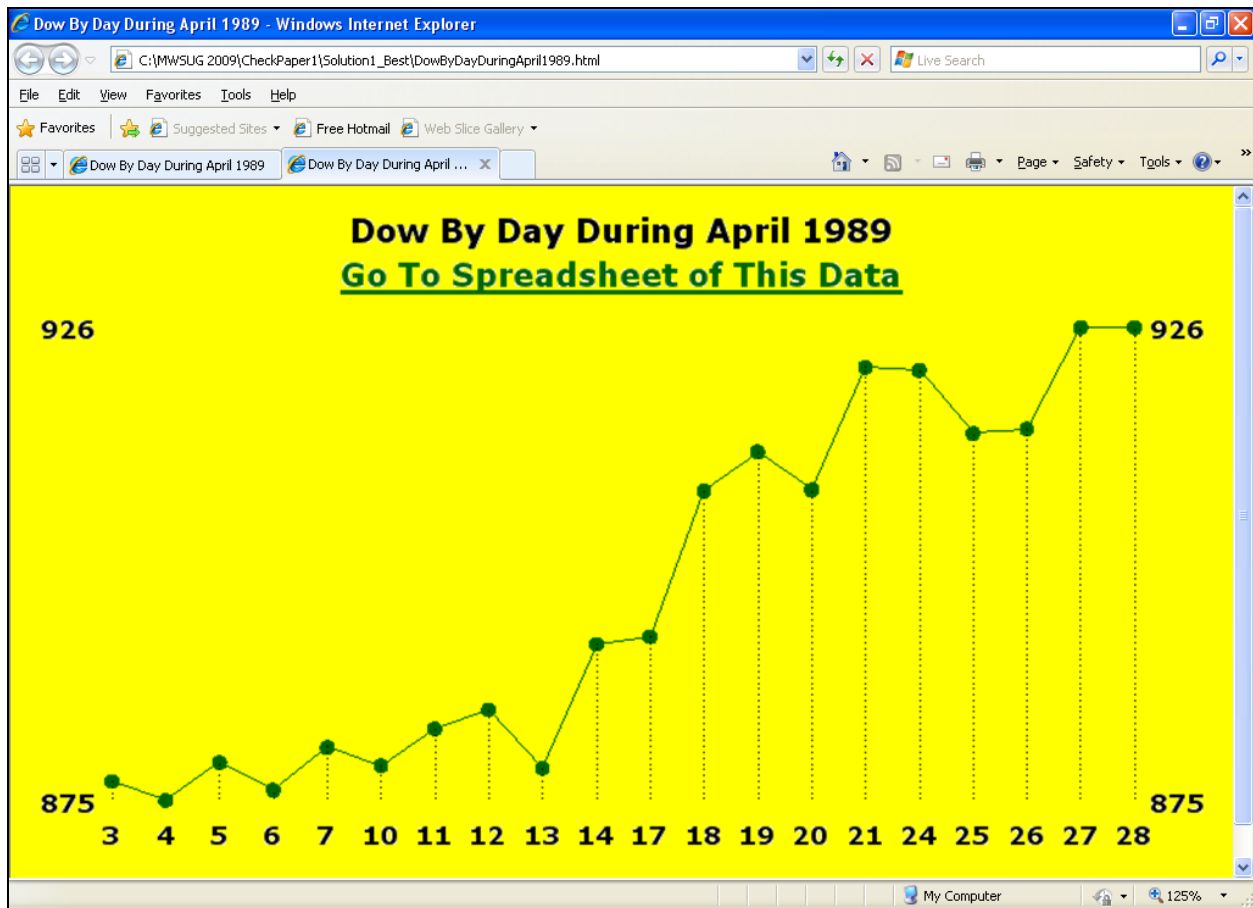 Dow By Day During April 1989 - Windows Internet Explorer
C:\MWSUG 2009\CheckPaper1\Solution1_Best\DowByDayDuringApril1989.html
Live Search
File Edit View Favorites Tools Help
Favorites Suggested Sites Free Hotmail Web Slice Gallery
Dow By Day During April 1989 Dow By Day During April ... X Page Safety Tools »
Dow By Day During April 1989
Go To Spreadsheet of This Data
926 926
875 875
3 4 5 6 7 10 11 12 13 14 17 18 19 20 21 24 25 26 27 28
My Computer 125%